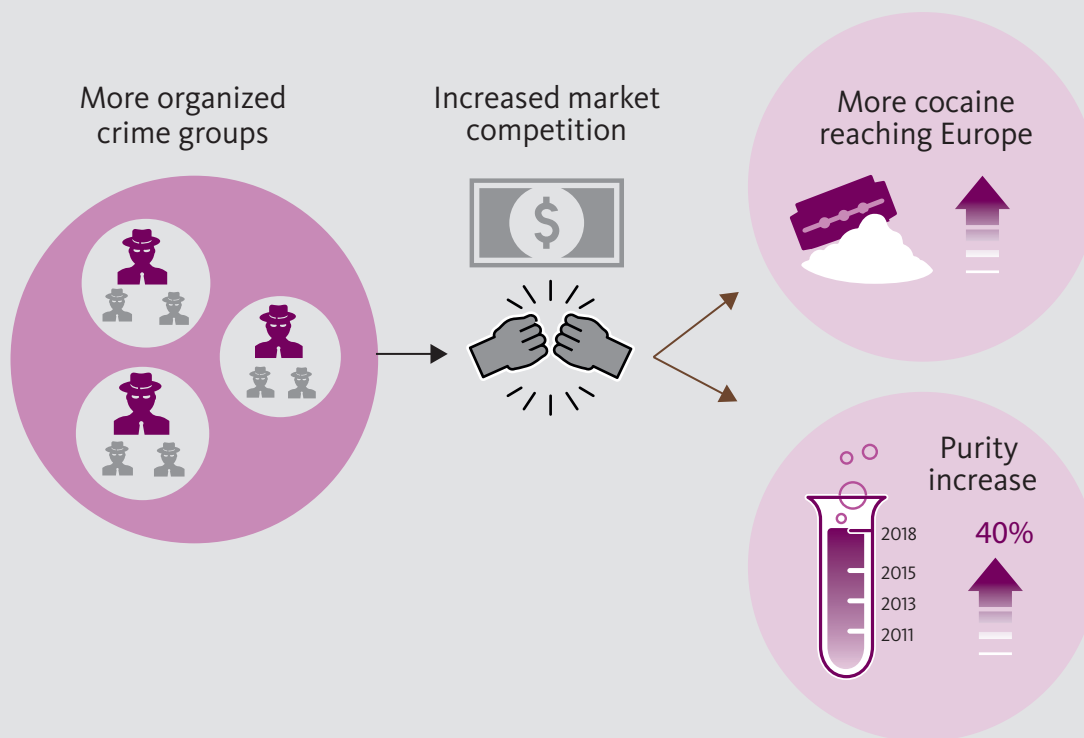 More organized
crime groups
Increased market
competition
$
More cocaine
reaching Europe
Purity
increase
40%
2018
2015
2013
2011